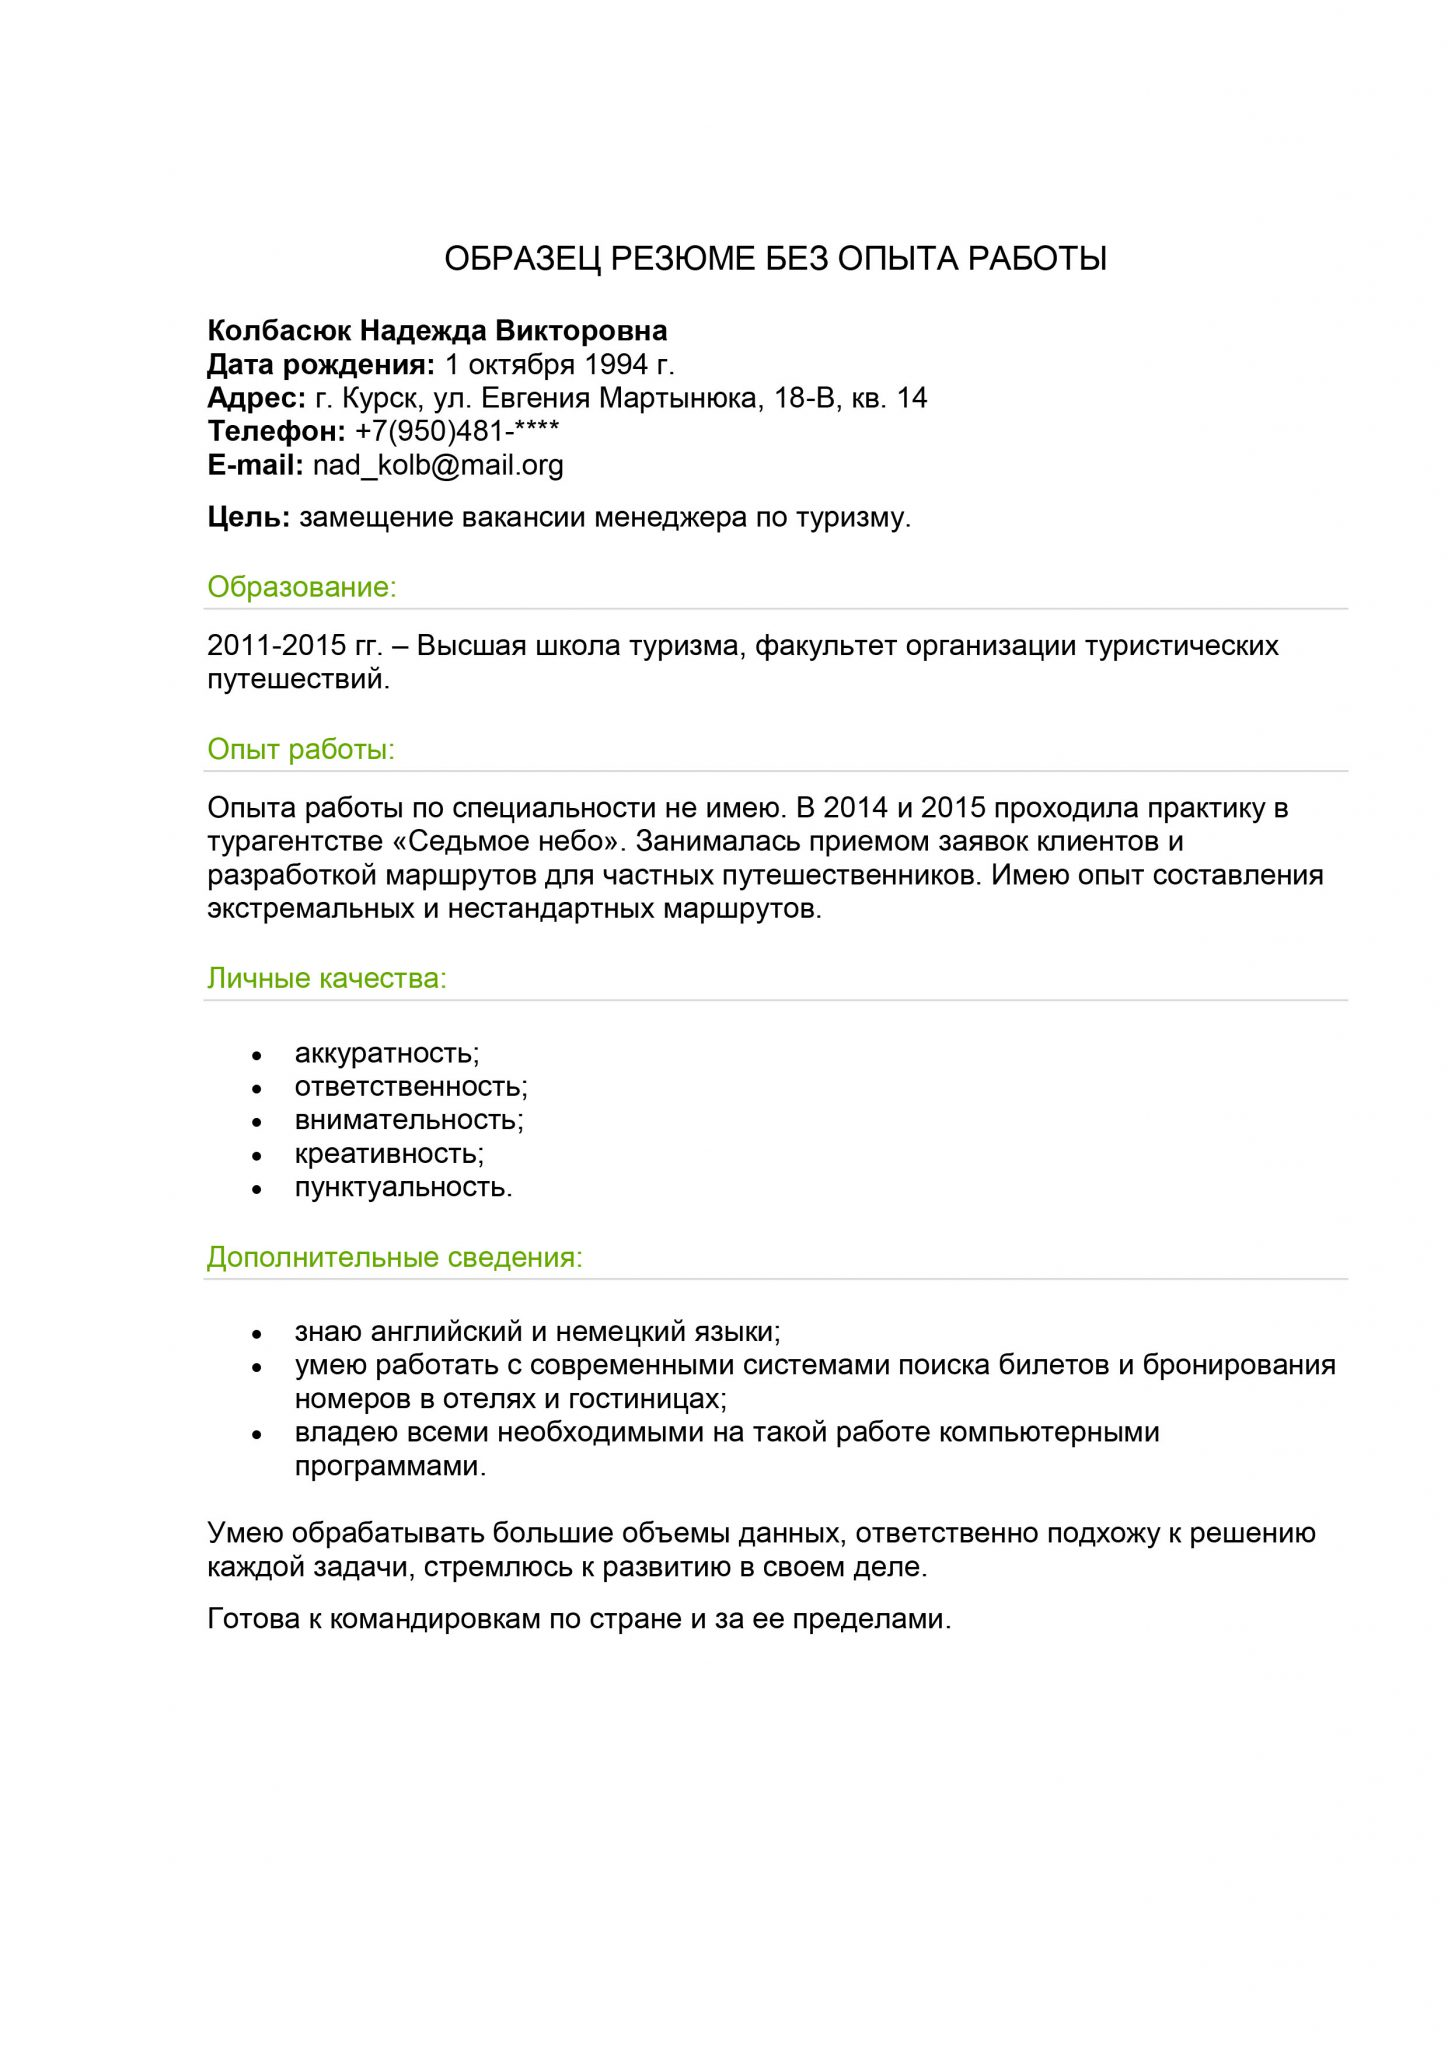 ОБРАЗЕЦ РЕЗЮМЕ БЕЗ ОПЫТА РАБОТЫ
Колбасюк Надежда Викторовна
Дата рождения: 1 октября 1994 г.
Адрес: г. Курск, ул. Евгения Мартынюка, 18-В, кв. 14
Телефон: +7(950)481-****
E-mail: nad_kolb@mail.org
Цель: замещение вакансии менеджера по туризму.
Образование:
2011-2015 гг. – Высшая школа туризма, факультет организации туристических
путешествий.
Опыт работы:
Опыта работы по специальности не имею. В 2014 и 2015 проходила практику в
турагентстве «Седьмое небо». Занималась приемом заявок клиентов и
разработкой маршрутов для частных путешественников. Имею опыт составления
экстремальных и нестандартных маршрутов.
Личные качества:
• аккуратность;
• ответственность;
• внимательность;
• креативность;
• пунктуальность.
Дополнительные сведения:
• знаю английский и немецкий языки;
• умею работать с современными системами поиска билетов и бронирования
номеров в отелях и гостиницах;
• владею всеми необходимыми на такой работе компьютерными
программами.
Умею обрабатывать большие объемы данных, ответственно подхожу к решению
каждой задачи, стремлюсь к развитию в своем деле.
Готова к командировкам по стране и за ее пределами.